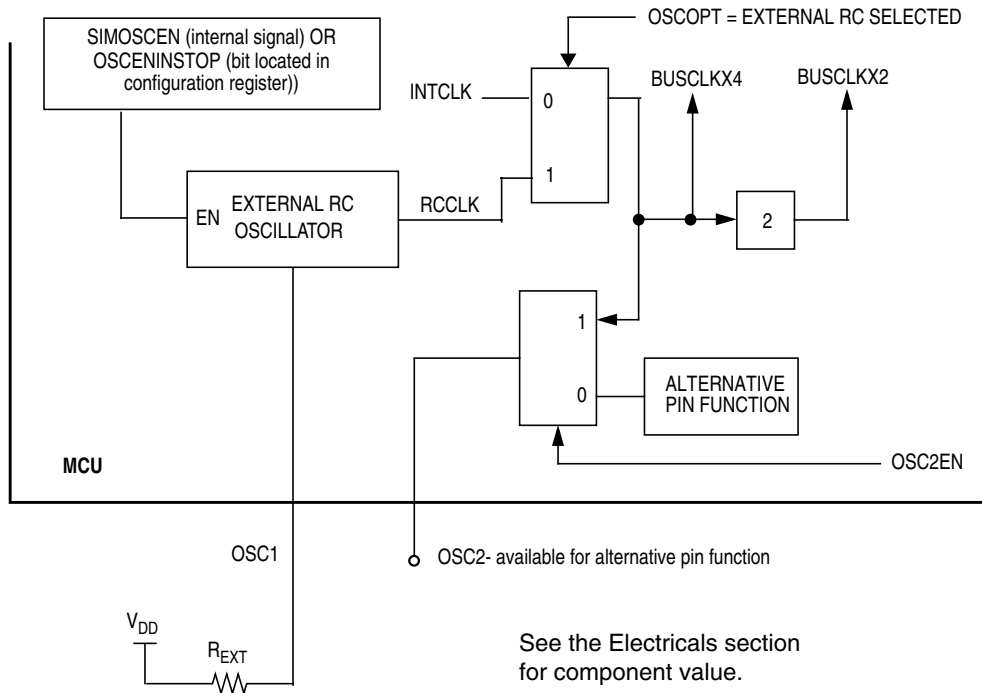 OSCOPT = EXTERNAL RC SELECTED
SIMOSCEN (internal signal) OR
OSCENINSTOP (bit located in
configuration register))
BUSCLKX4
BUSCLKX2
INTCLK
0
1
EN
EXTERNAL RC
OSCILLATOR
RCCLK
2
1
0
ALTERNATIVE
PIN FUNCTION
MCU
OSC2EN
OSC1
OSC2- available for alternative pin function
VDD
REXT
See the Electricals section
for component value.